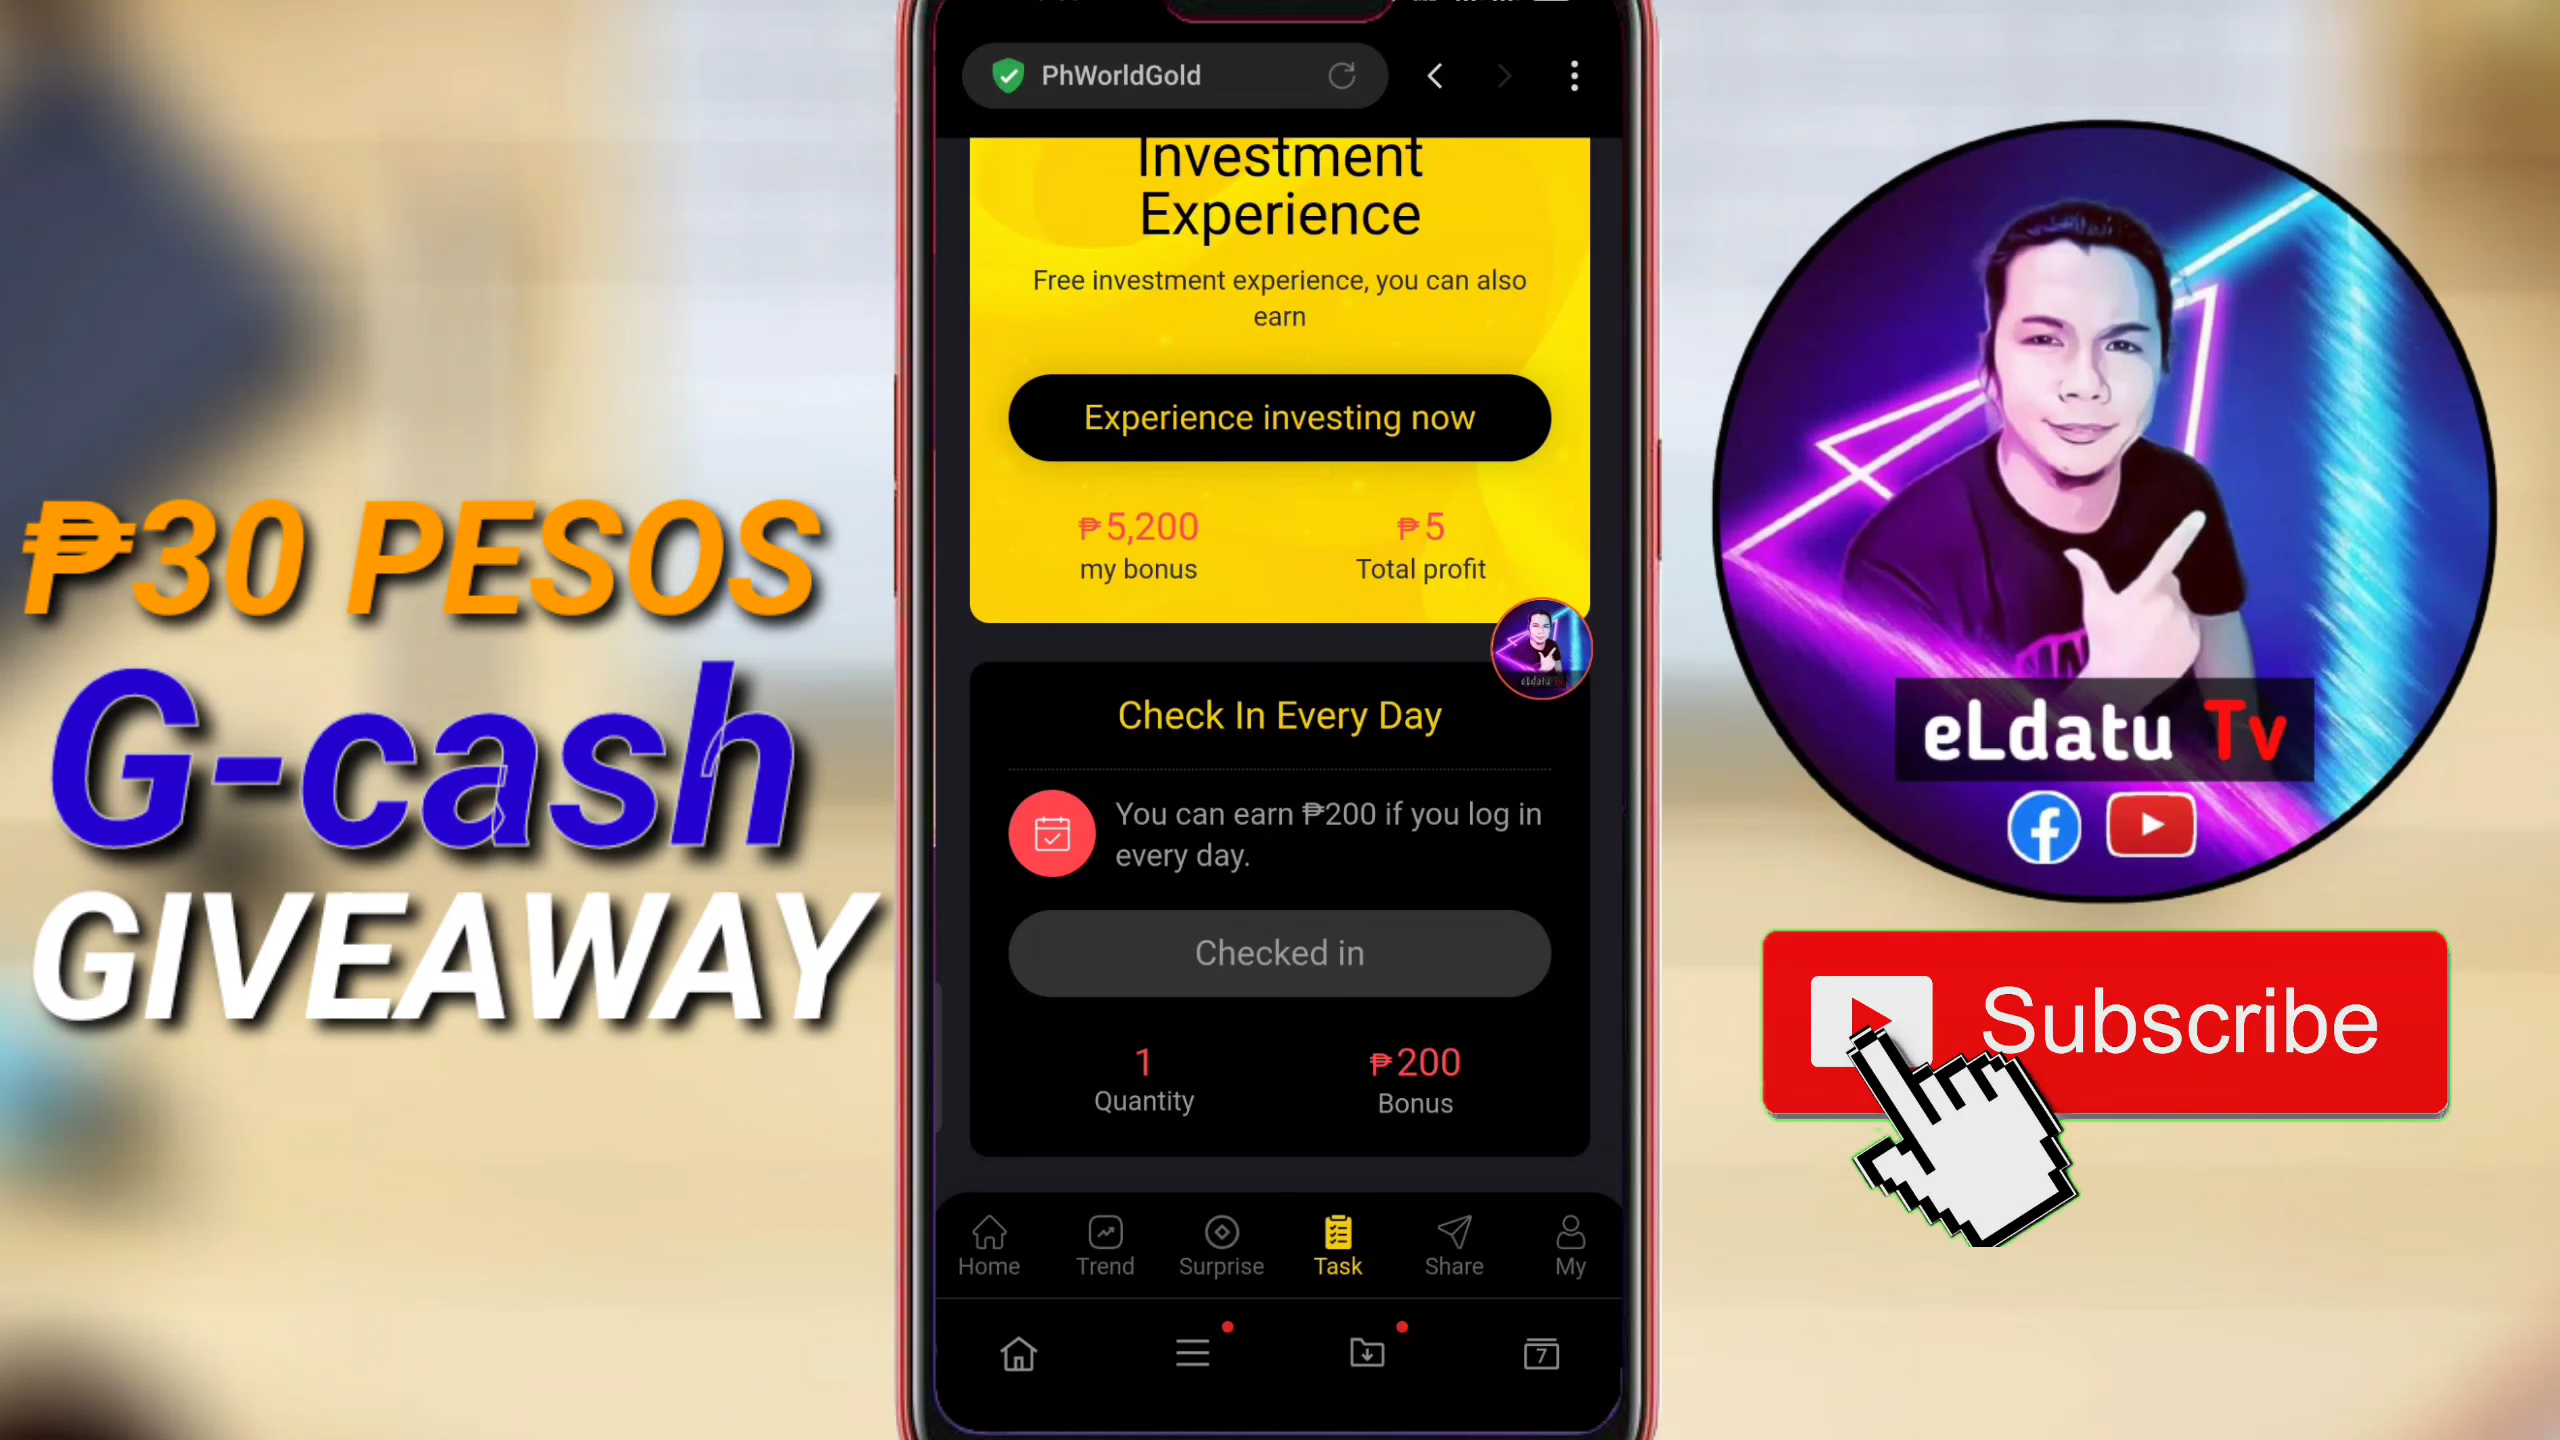 ₱30 PESOS
G-cash
GIVEAWAY
PhWorldGold
Investment
Experience
Free investment experience, you can also
earn
Experience investing now
₱5,200
my bonus
₱5
Total profit
Check In Every Day
You can earn ₱200 if you log in
every day.
Checked in
1
Quantity
₱200
Bonus
Home
Trend
Surprise
Task
Share
My
7
eLdatu Tv
Subscribe